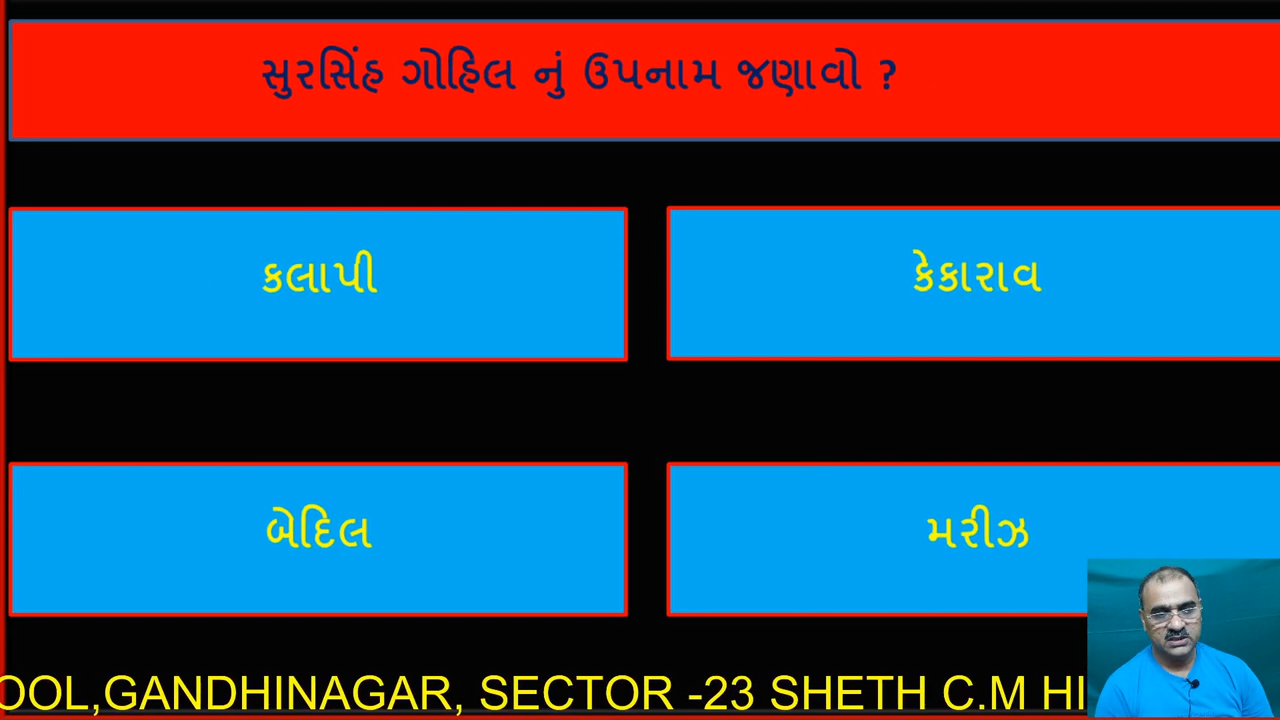 સુરસિંહ ગોહિલ નું ઉપનામ જણાવો ?
કલાપી
કેકારાવ
બેદિલ
મરીઝ
OOL,GANDHINAGAR, SECTOR -23 SHETH C.M HI